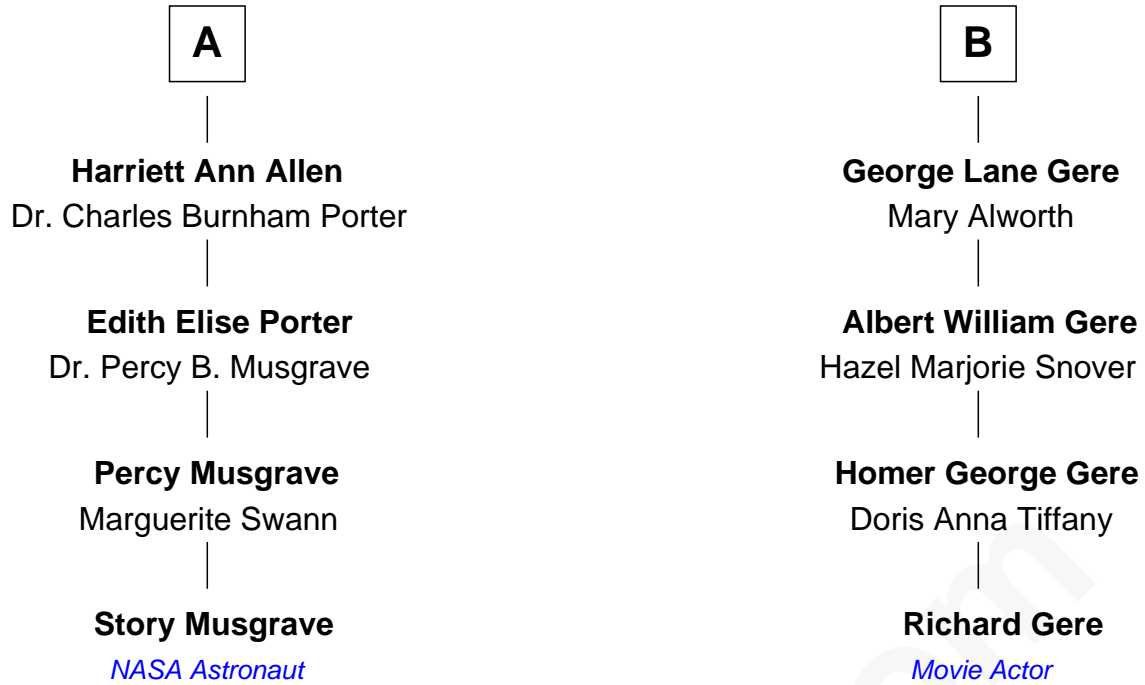 A
Harriett Ann Allen
Dr. Charles Burnham Porter
Edith Elise Porter
Dr. Percy B. Musgrave
Percy Musgrave
Marguerite Swann
Story Musgrave
NASA Astronaut
B
George Lane Gere
Mary Alworth
Albert William Gere
Hazel Marjorie Snover
Homer George Gere
Doris Anna Tiffany
Richard Gere
Movie Actor
om